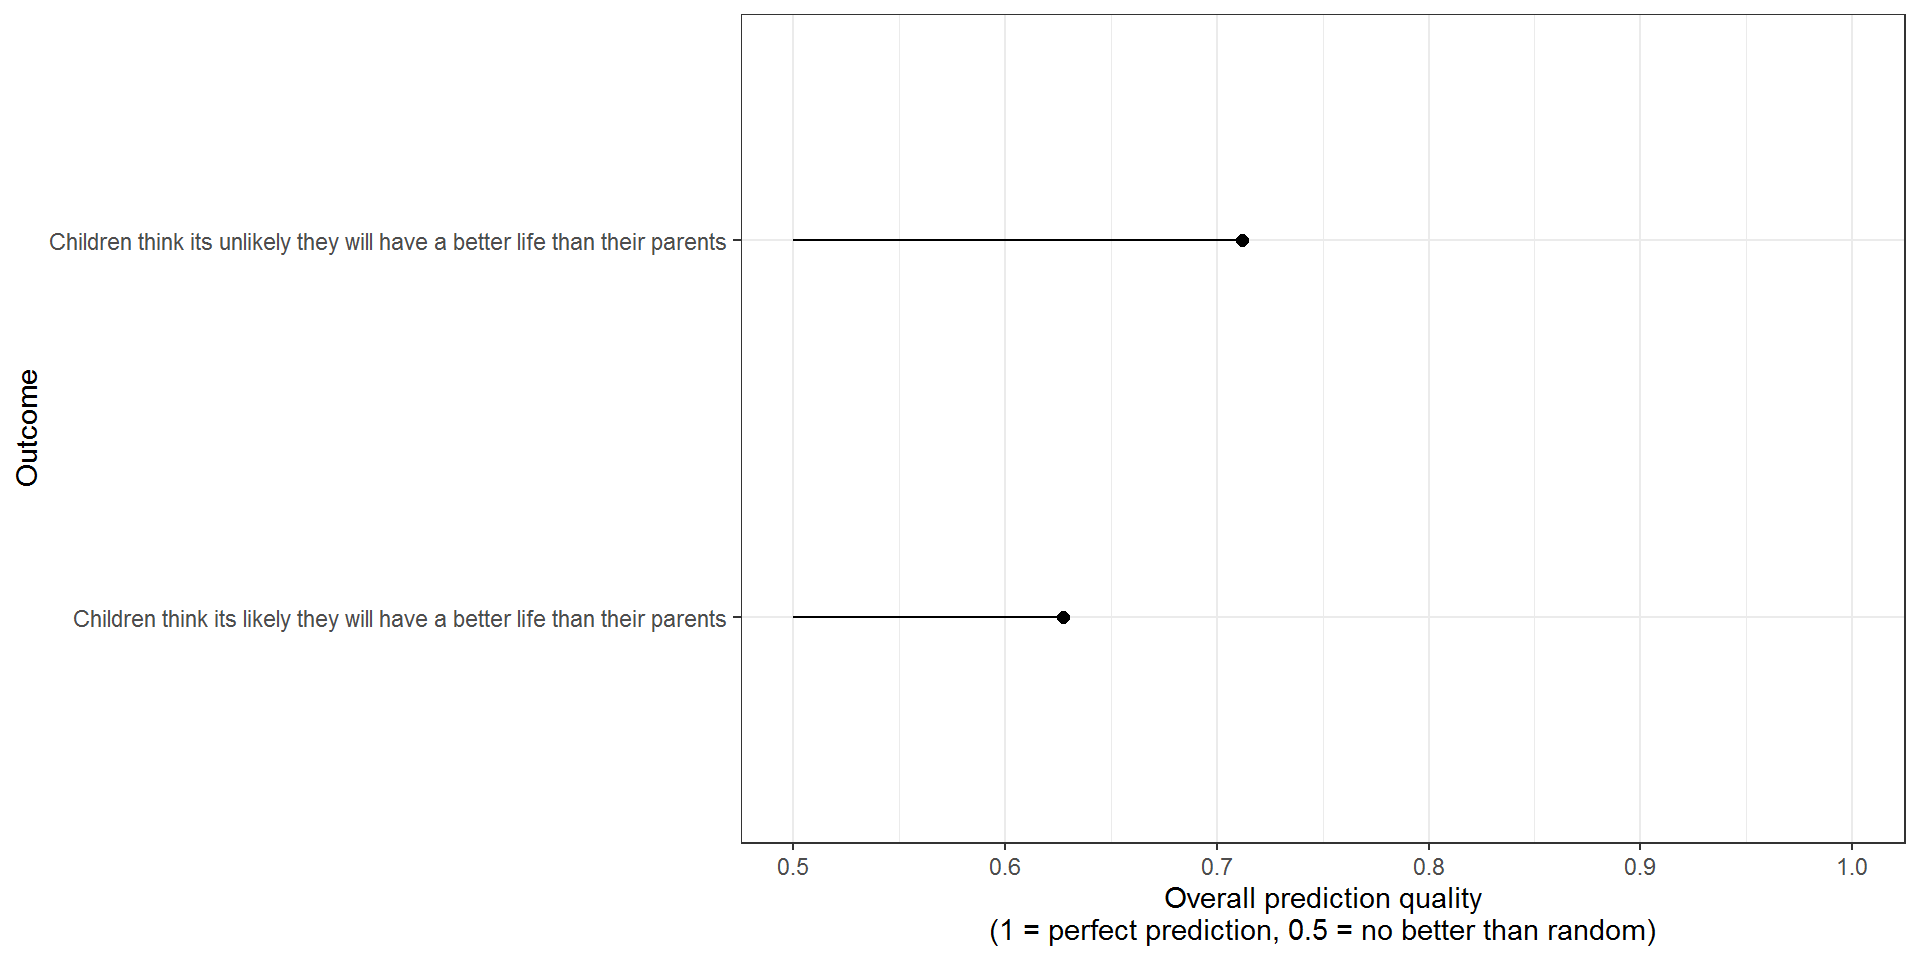 Outcome
Children think its unlikely they will have a better life than their parents
Children think its likely they will have a better life than their parents
0.5 0.6 0.7 0.8 0.9 1.0
Overall prediction quality
(1 = perfect prediction, 0.5 = no better than random)